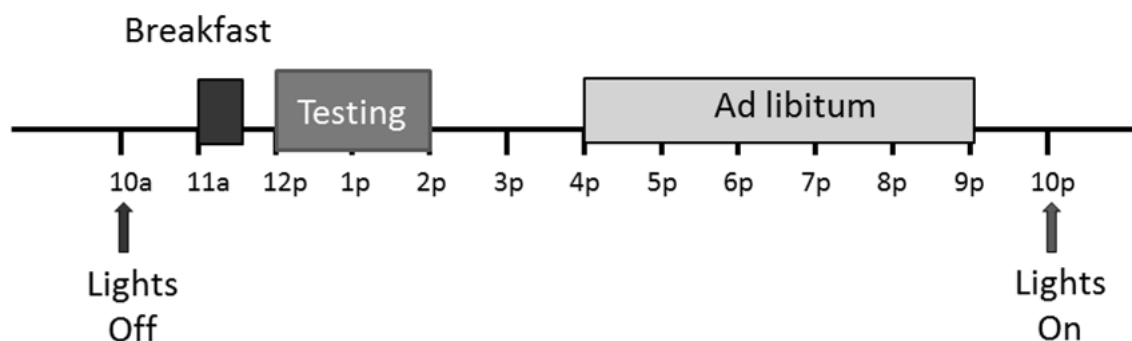 Breakfast
Testing
Ad libitum
10a 11a 12p 1p 2p 3p 4p 5p 6p 7p 8p 9p 10p
Lights
Off
Lights
On